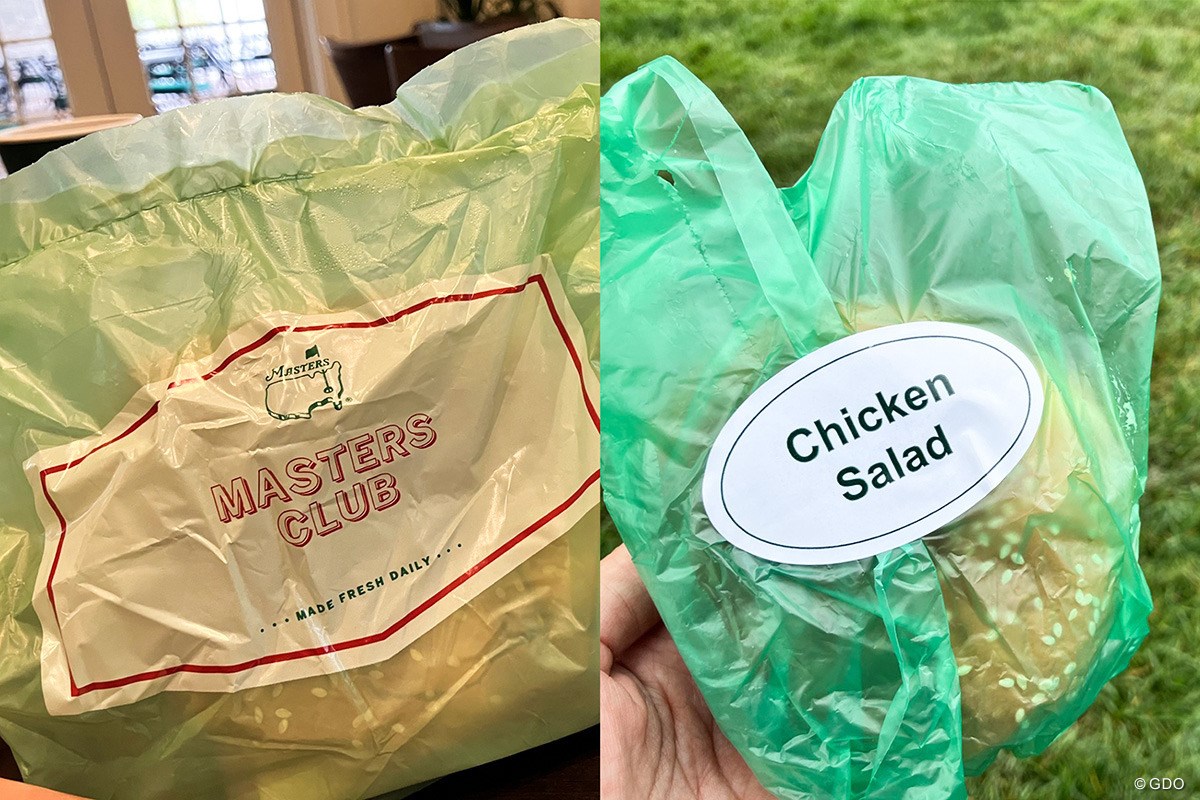 MASTERS
MASTERS
CLUB
...MADE FRESH DAILY...
Chicken
Salad
© GDO